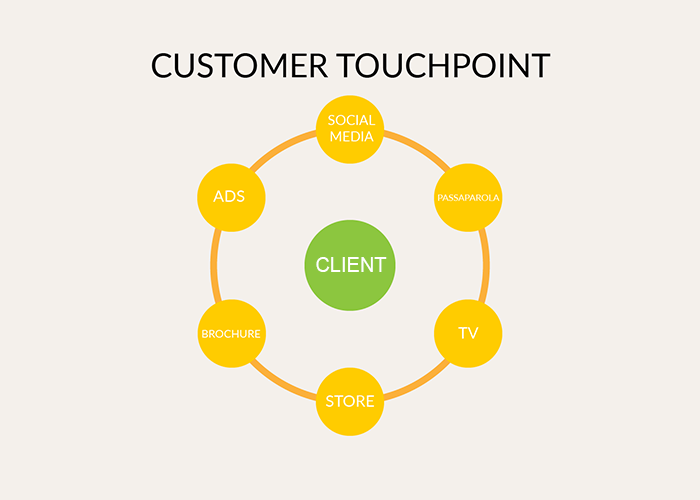 CUSTOMER TOUCHPOINT
SOCIAL
MEDIA
ADS
PASSAPAROLA
CLIENT
BROCHURE
TV
STORE